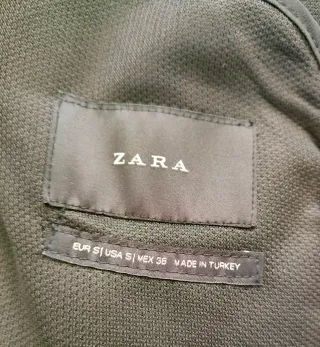 ZARA
EUR S| USA S| MEX 36 MADE IN TURKEY